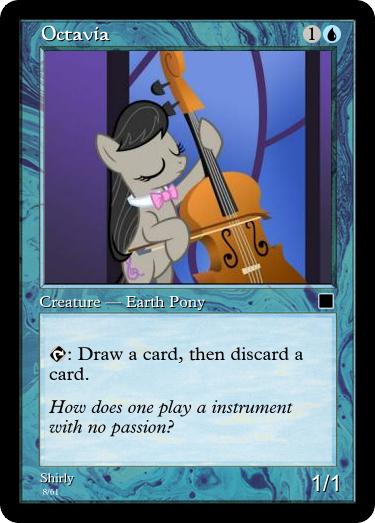 Octavia 1
Creature — Earth Pony
: Draw a card, then discard a
card.
How does one play a instrument
with no passion?
Shirly
8/61
1/1